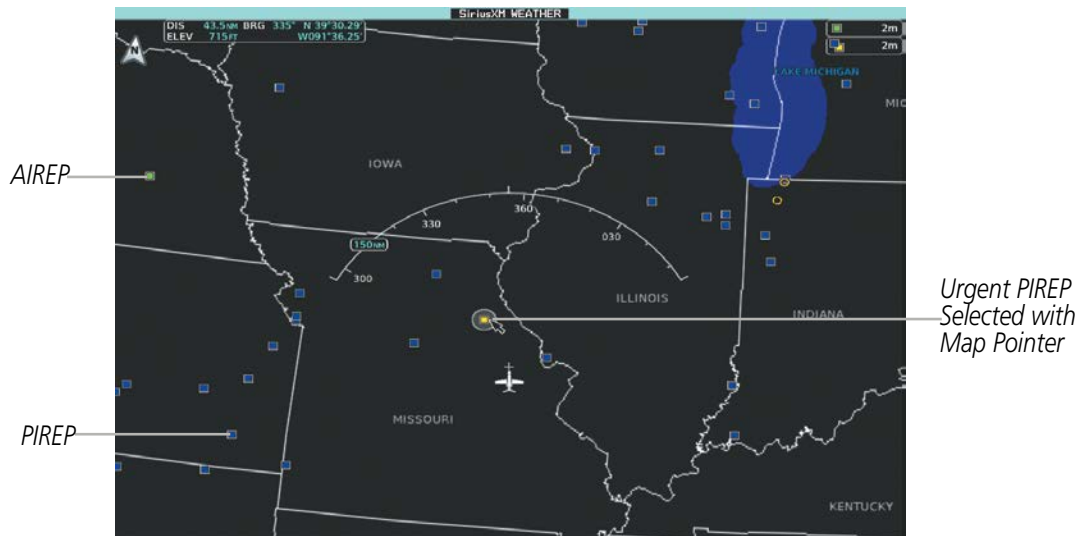 SiriusXM WEATHER
DIS 43.5NM BRG 335° N 39°30.29'
ELEV 715FT W091°36.25'
2m
2m
N
LAKE MICHIGAN
MIC
IOWA
AIREP
360
330
030
150NM
300
ILLINOIS
INDIANA
Urgent PIREP
Selected with
Map Pointer
MISSOURI
PIREP
KENTUCKY